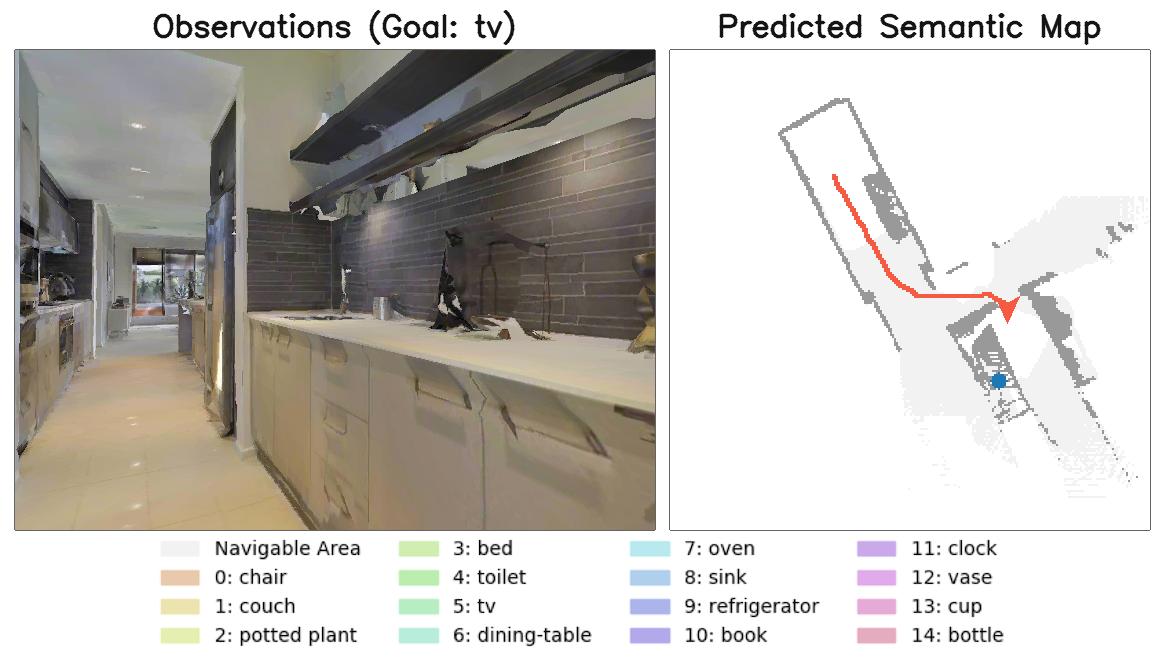 Observations (Goal: tv)
Predicted Semantic Map
Navigable Area
0: chair
1: couch
2: potted plant
3: bed
4: toilet
5: tv
6: dining-table
7: oven
8: sink
9: refrigerator
10: book
11: clock
12: vase
13: cup
14: bottle